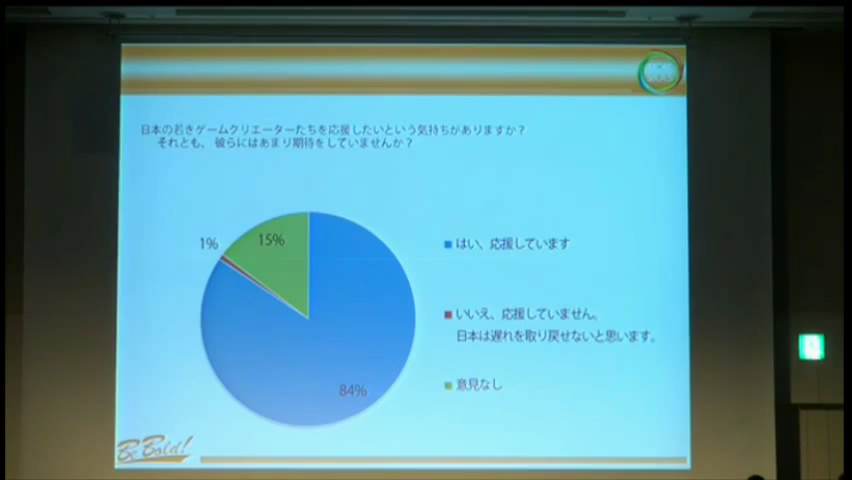 日本の若きゲームクリエーターたちを応援したいという気持ちがありますか？
それとも、彼らにはあまり期待をしていませんか？
15%
1%
84%
はい、応援しています
いいえ、応援していません。
日本は遅れを取り戻せないと思います。
意見なし
Be Bold!